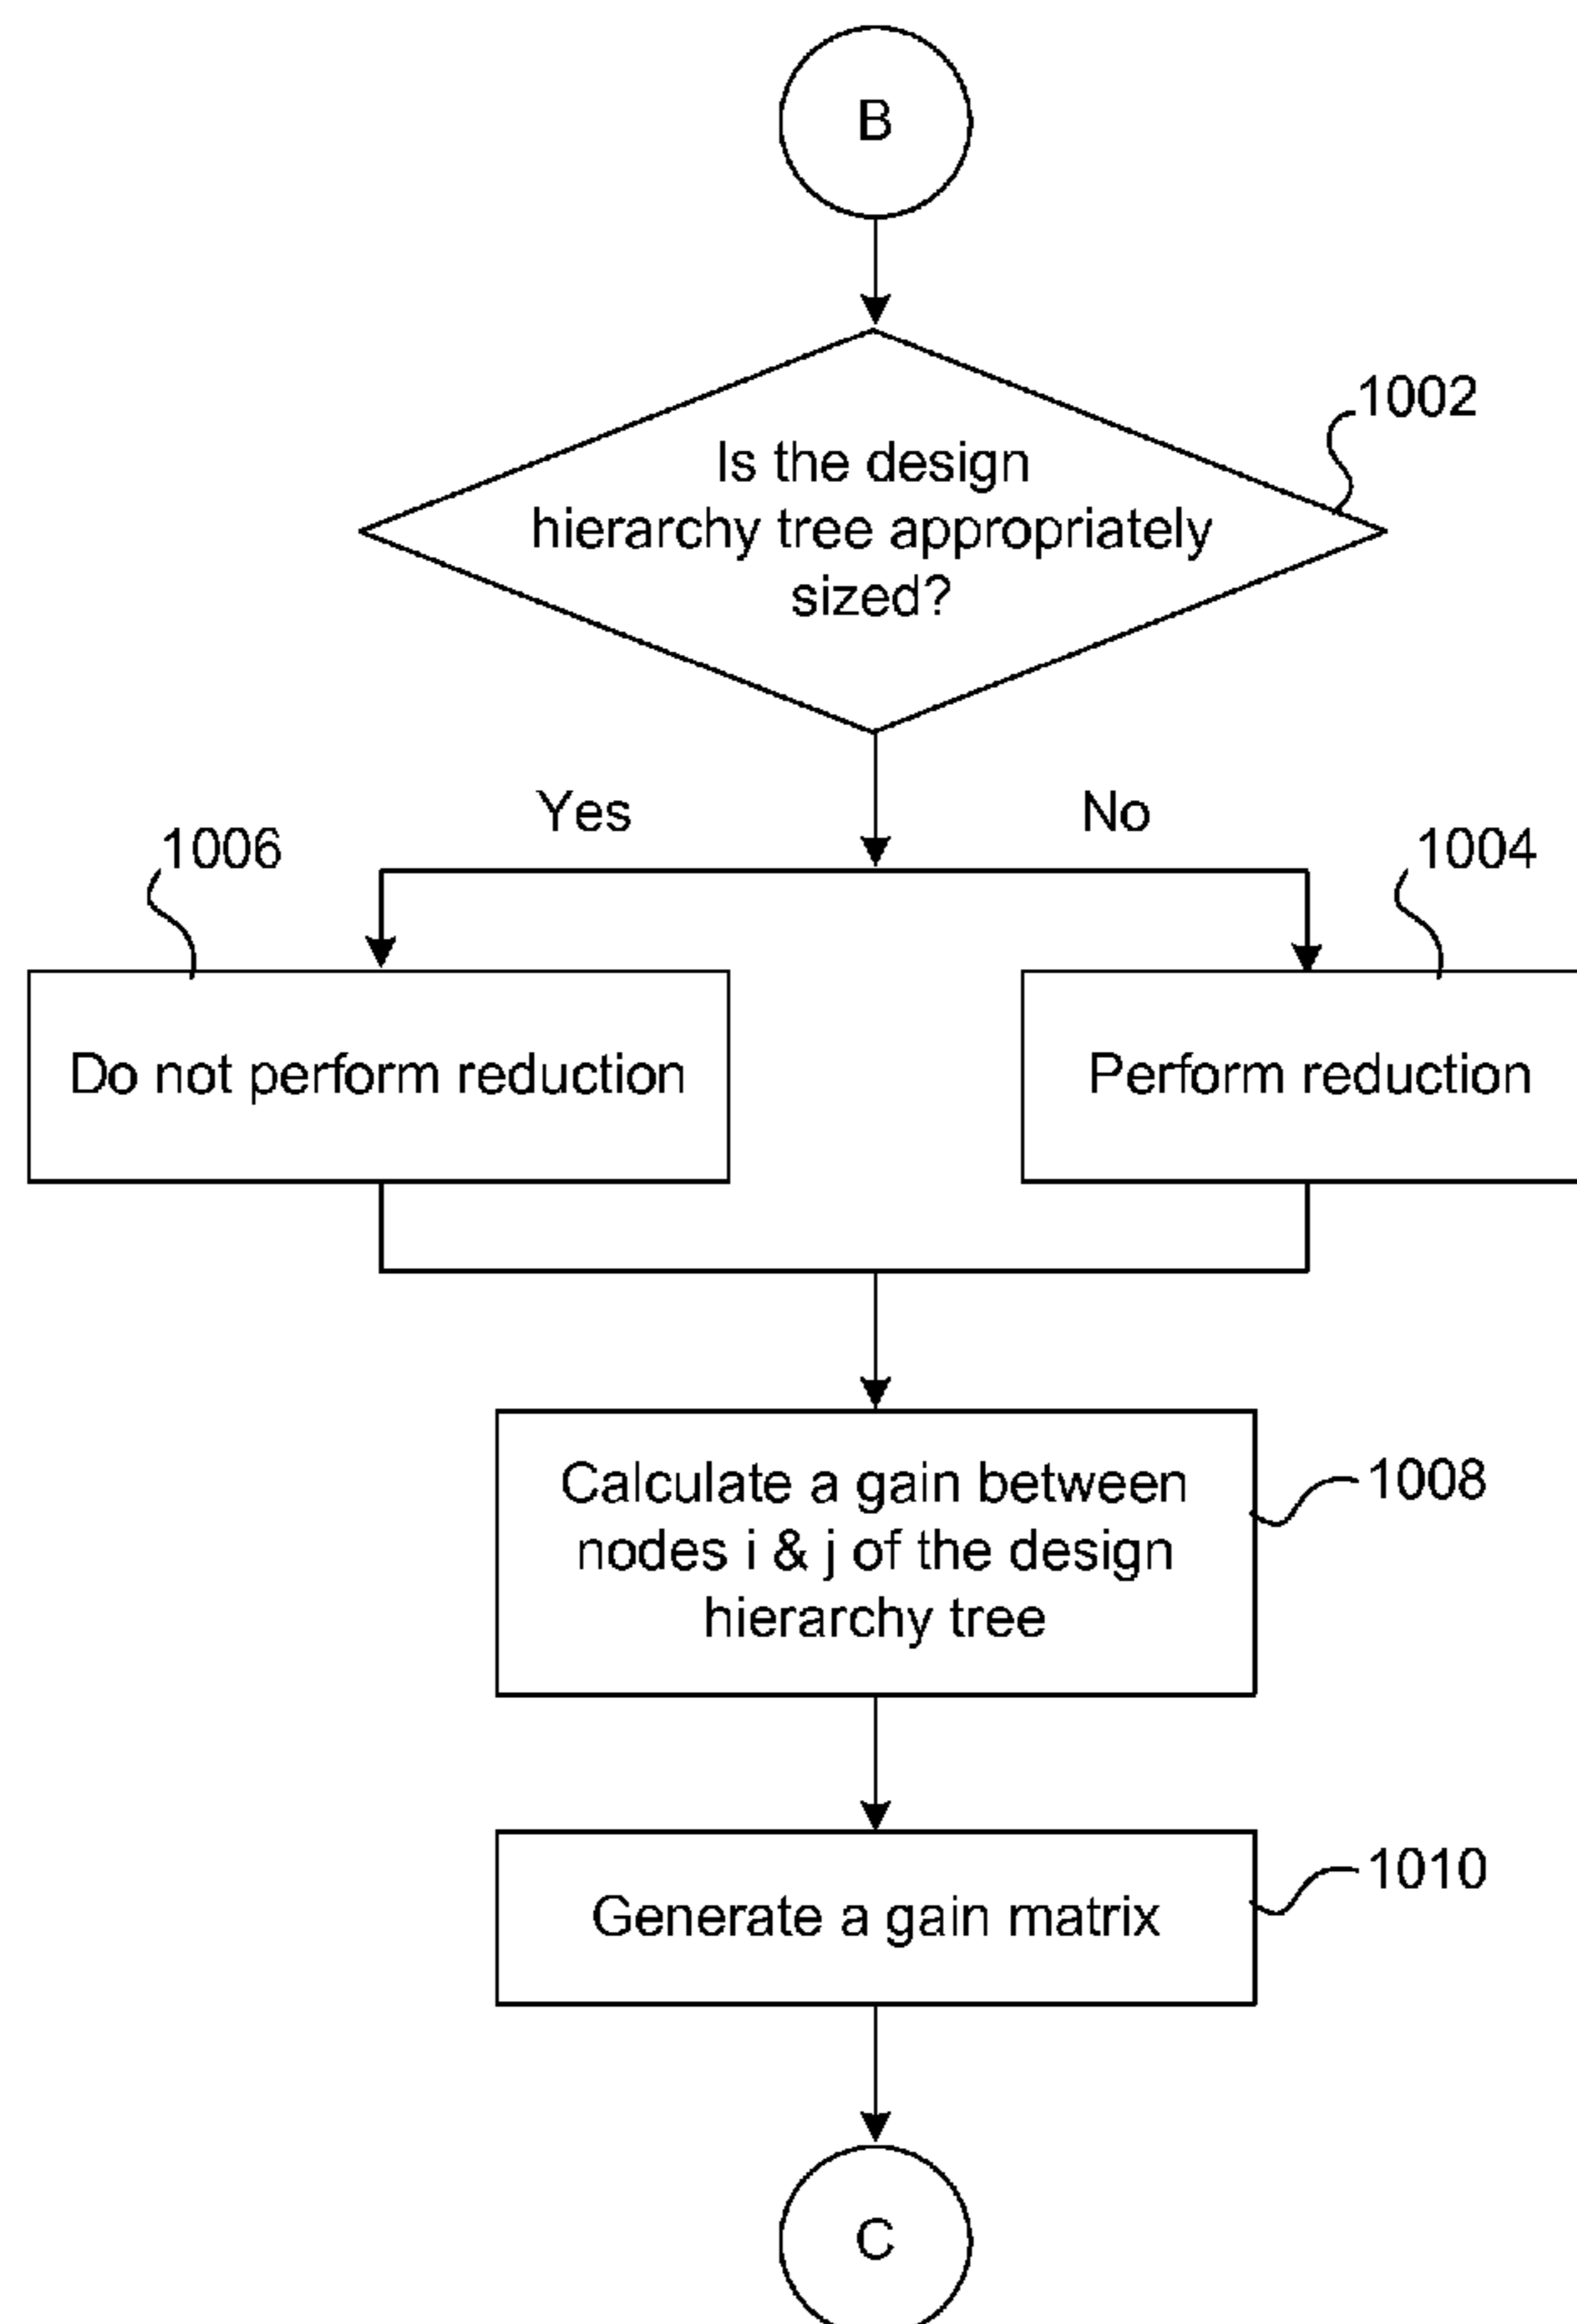 B
1002
Is the design
hierarchy tree appropriately
sized?
Yes
No
1006
1004
Do not perform reduction
Perform reduction
Calculate a gain between
nodes i & j of the design
hierarchy tree
1008
Generate a gain matrix
1010
C